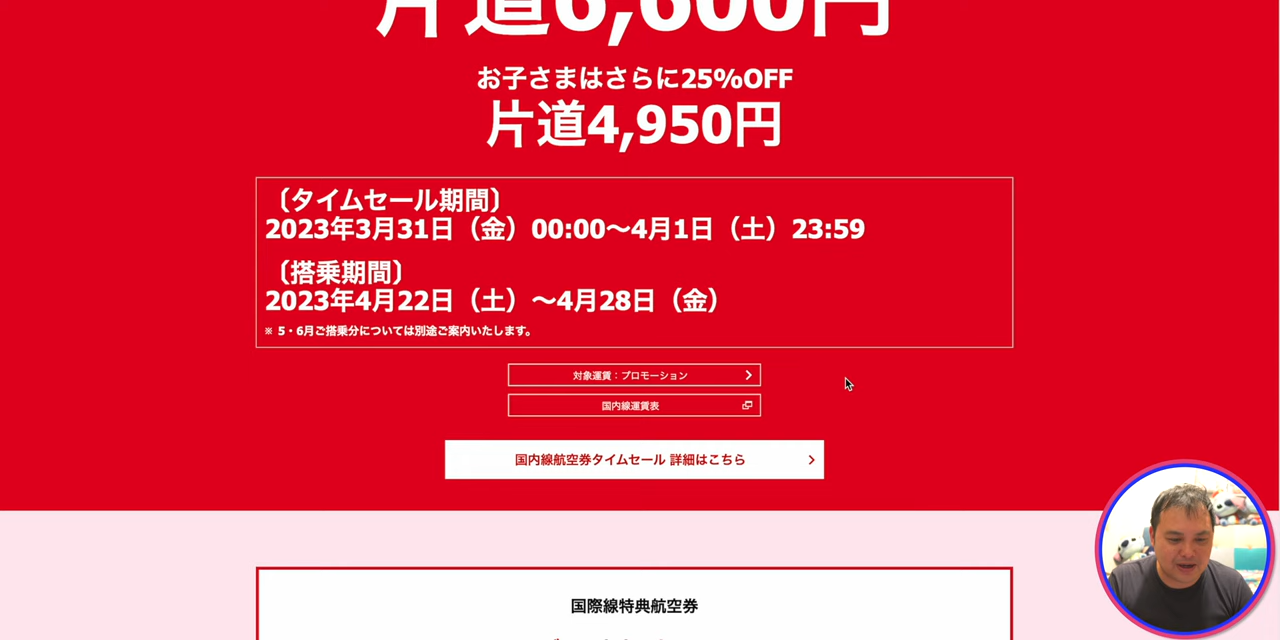 片道6,600円
お子さまはさらに25%OFF
片道4,950円
〔タイムセール期間〕
2023年3月31日（金）00:00～4月1日（土）23:59
〔搭乗期間〕
2023年4月22日（土）～4月28日（金）
※ 5・6月ご搭乗分については別途ご案内いたします。
対象運賃：プロモーション
国内線運賃表
国内線航空券タイムセール 詳細はこちら
国際線特典航空券